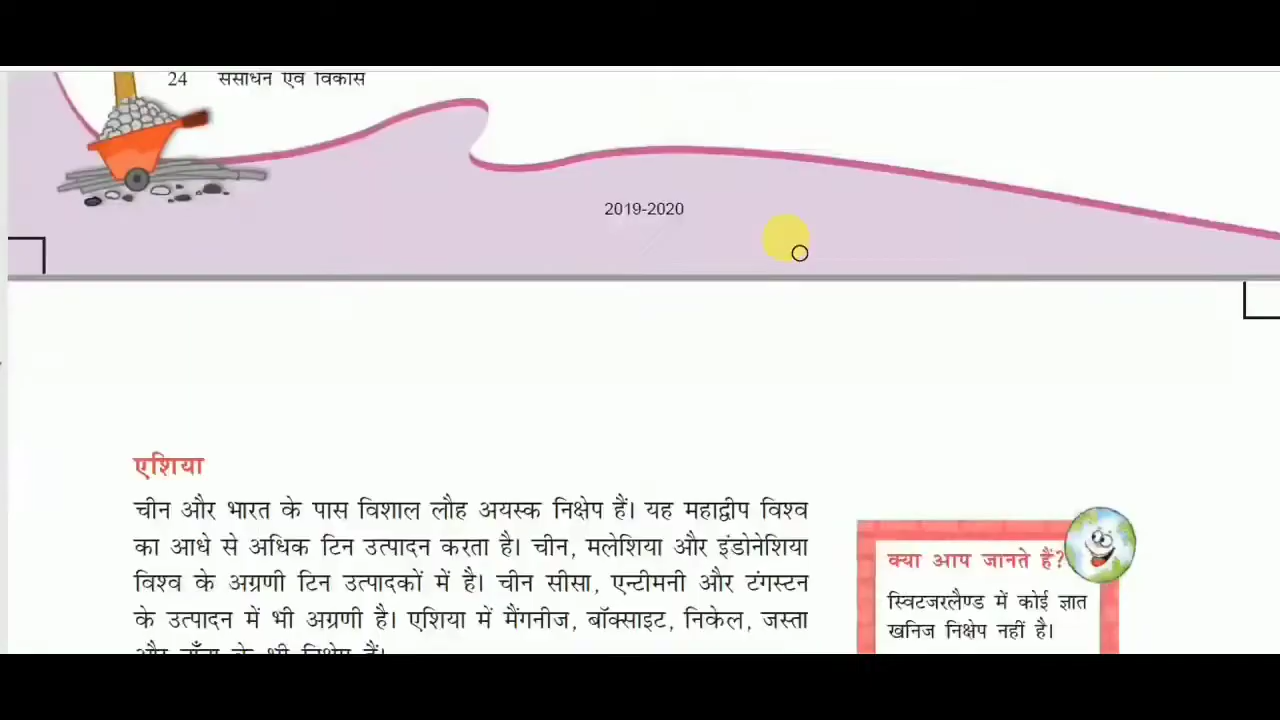 24 संसाधन एवं विकास
2019-2020
एशिया
चीन और भारत के पास विशाल लौह अयस्क निक्षेप हैं। यह महाद्वीप विश्व
का आधे से अधिक टिन उत्पादन करता है। चीन, मलेशिया और इंडोनेशिया
विश्व के अग्रणी टिन उत्पादकों में है। चीन सीसा, एन्टीमनी और टंगस्टन
के उत्पादन में भी अग्रणी है। एशिया में मैंगनीज, बॉक्साइट, निकेल, जस्ता
और ताँबा के भी निक्षेप हैं।
क्या आप जानते हैं?
स्विटजरलैण्ड में कोई ज्ञात
खनिज निक्षेप नहीं है।